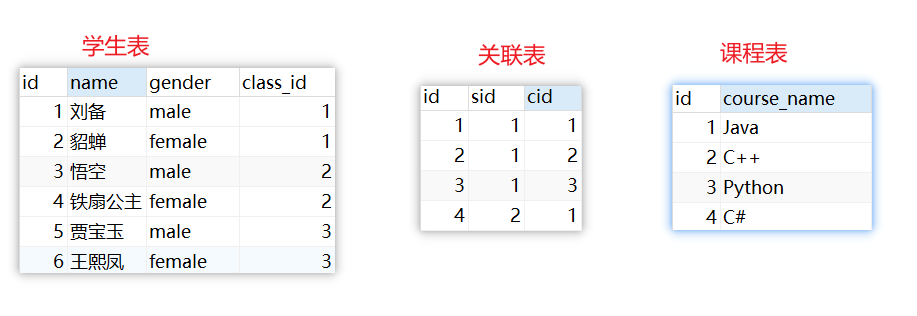 学生表
id name gender class_id
1 刘备 male 1
2 貂蝉 female 1
3 悟空 male 2
4 铁扇公主 female 2
5 贾宝玉 male 3
6 王熙凤 female 3
关联表
id sid cid
1 1 1
2 1 2
3 1 3
4 2 1
课程表
id course_name
1 Java
2 C++
3 Python
4 C#